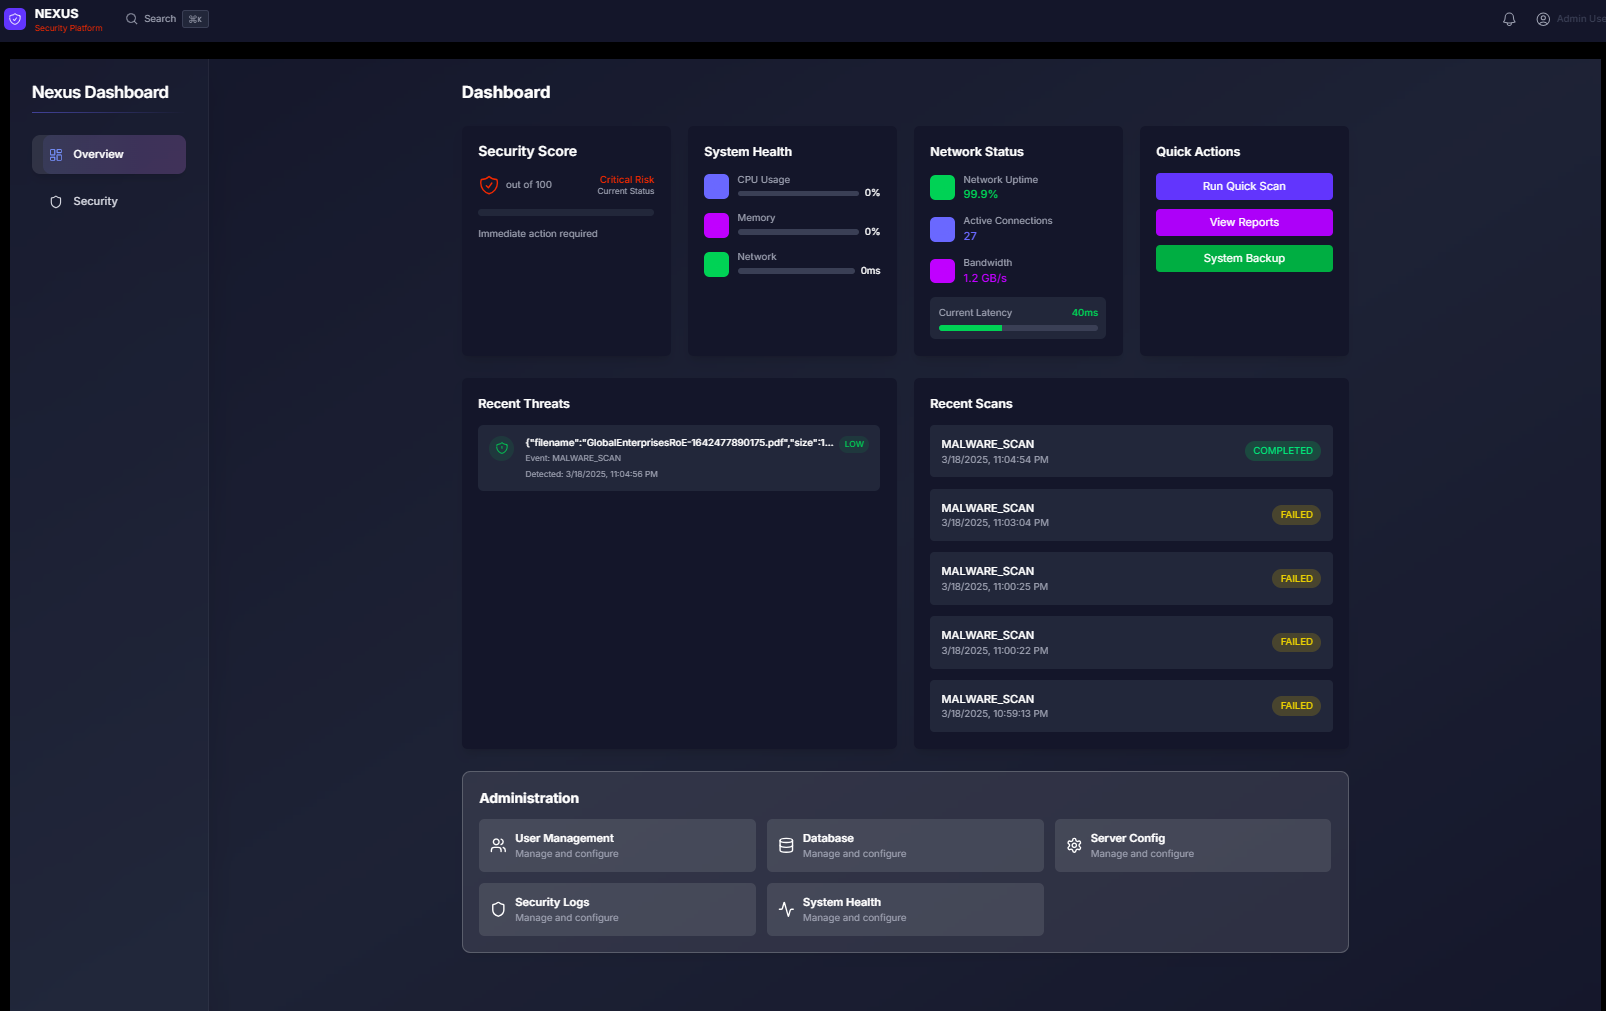 NEXUS
Security Platform
Search ⌘K
Admin Use
Nexus Dashboard
Overview
Security
Dashboard
Security Score
out of 100
Critical Risk
Current Status
Immediate action required
System Health
CPU Usage
0%
Memory
0%
Network
0ms
Network Status
Network Uptime
99.9%
Active Connections
27
Bandwidth
1.2 GB/s
Current Latency 40ms
Quick Actions
Run Quick Scan
View Reports
System Backup
Recent Threats
{"filename":"GlobalEnterprisesRoE-1642477890175.pdf","size":1... LOW
Event: MALWARE_SCAN
Detected: 3/18/2025, 11:04:56 PM
Recent Scans
MALWARE_SCAN
3/18/2025, 11:04:54 PM
COMPLETED
MALWARE_SCAN
3/18/2025, 11:03:04 PM
FAILED
MALWARE_SCAN
3/18/2025, 11:00:25 PM
FAILED
MALWARE_SCAN
3/18/2025, 11:00:22 PM
FAILED
MALWARE_SCAN
3/18/2025, 10:59:13 PM
FAILED
Administration
User Management
Manage and configure
Database
Manage and configure
Server Config
Manage and configure
Security Logs
Manage and configure
System Health
Manage and configure